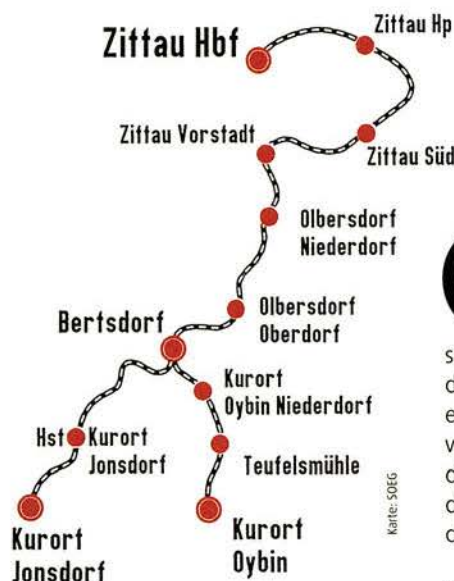 Zittau Hbf
Zittau Hp
Zittau Vorstadt
Zittau Süd
Olbersdorf
Niederdorf
Olbersdorf
Oberdorf
Bertsdorf
Kurort
Oybin Niederdorf
Hst Kurort
Jonsdorf
Teufelsmühle
Kurort
Jonsdorf
Kurort
Oybin
Karte: SOEG
s
d
e
v
d
d
d